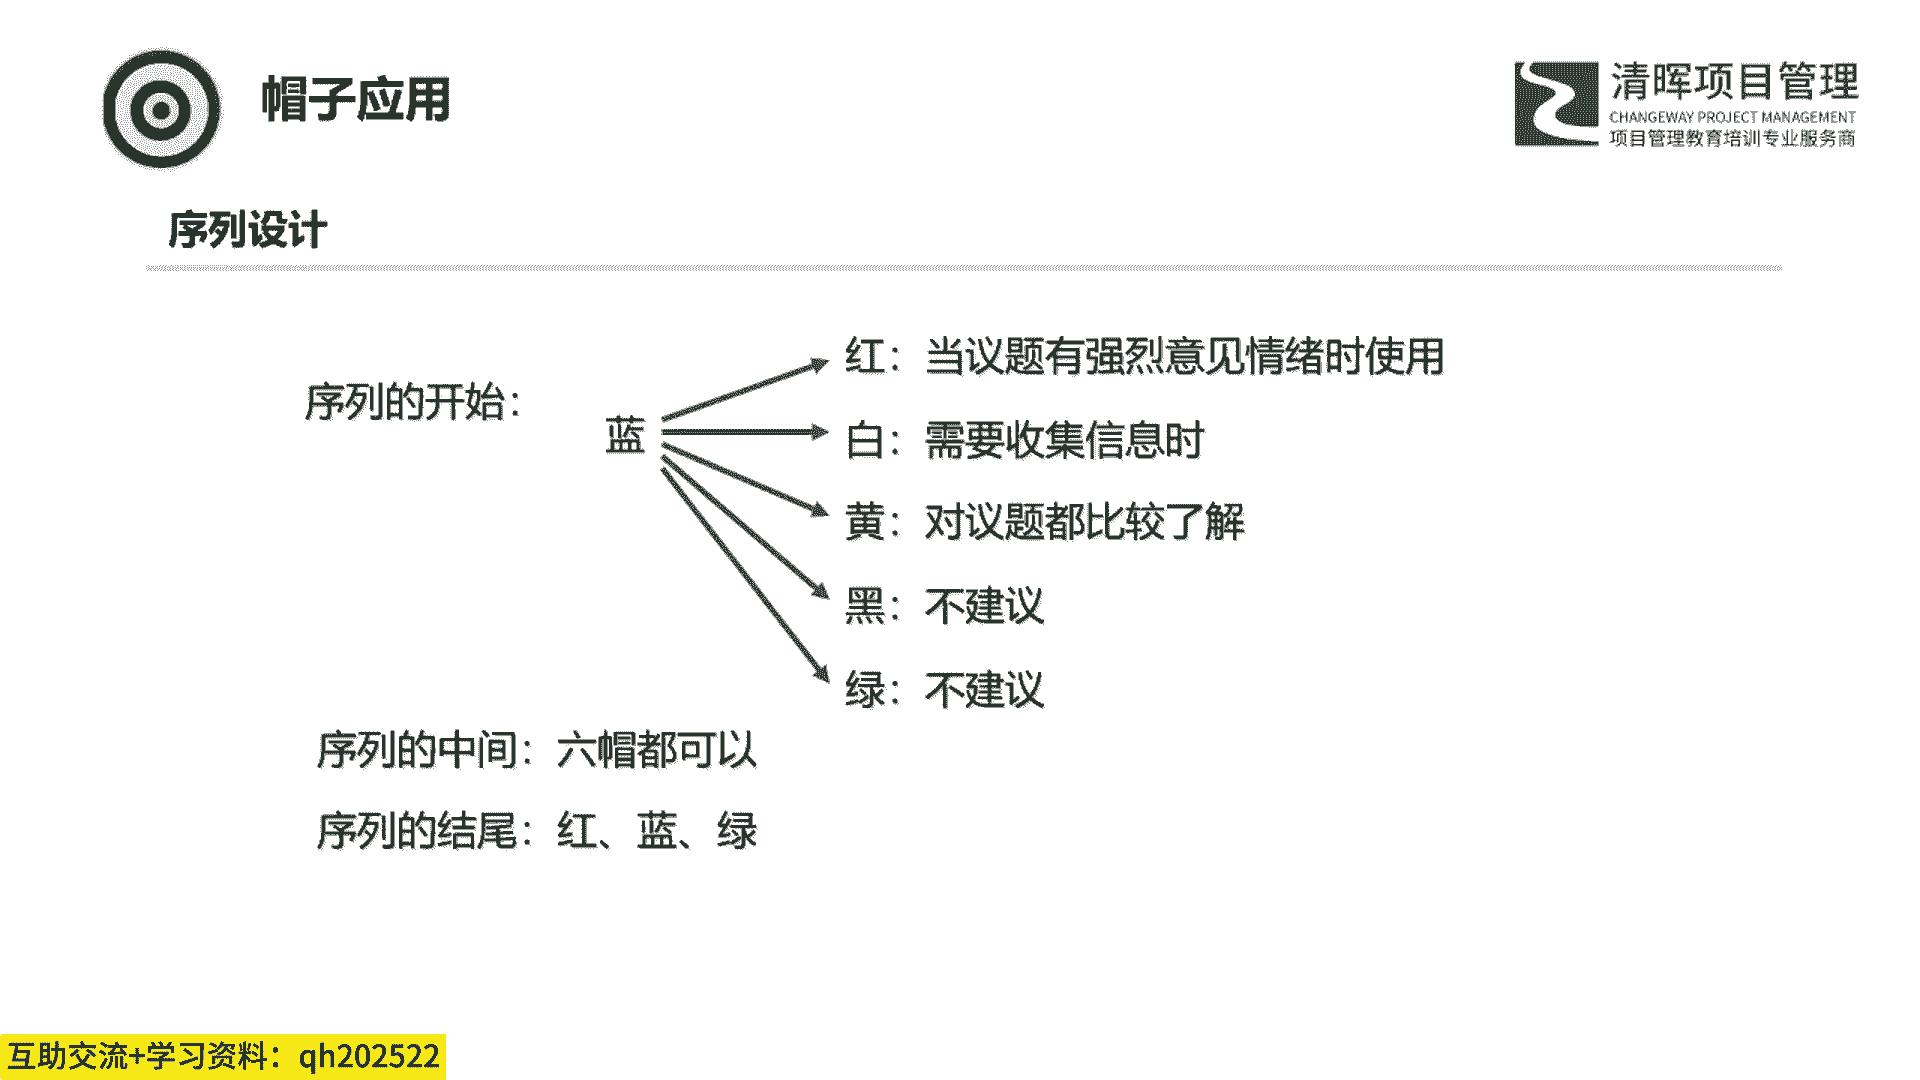 帽子应用
清晖项目管理
CHANGEWAY PROJECT MANAGEMENT
项目管理教育培训专业服务商
序列设计
序列的开始：
蓝
红：当议题有强烈意见情绪时使用
白：需要收集信息时
黄：对议题都比较了解
黑：不建议
绿：不建议
序列的中间：六帽都可以
序列的结尾：红、蓝、绿
互助交流+学习资料：qh202522